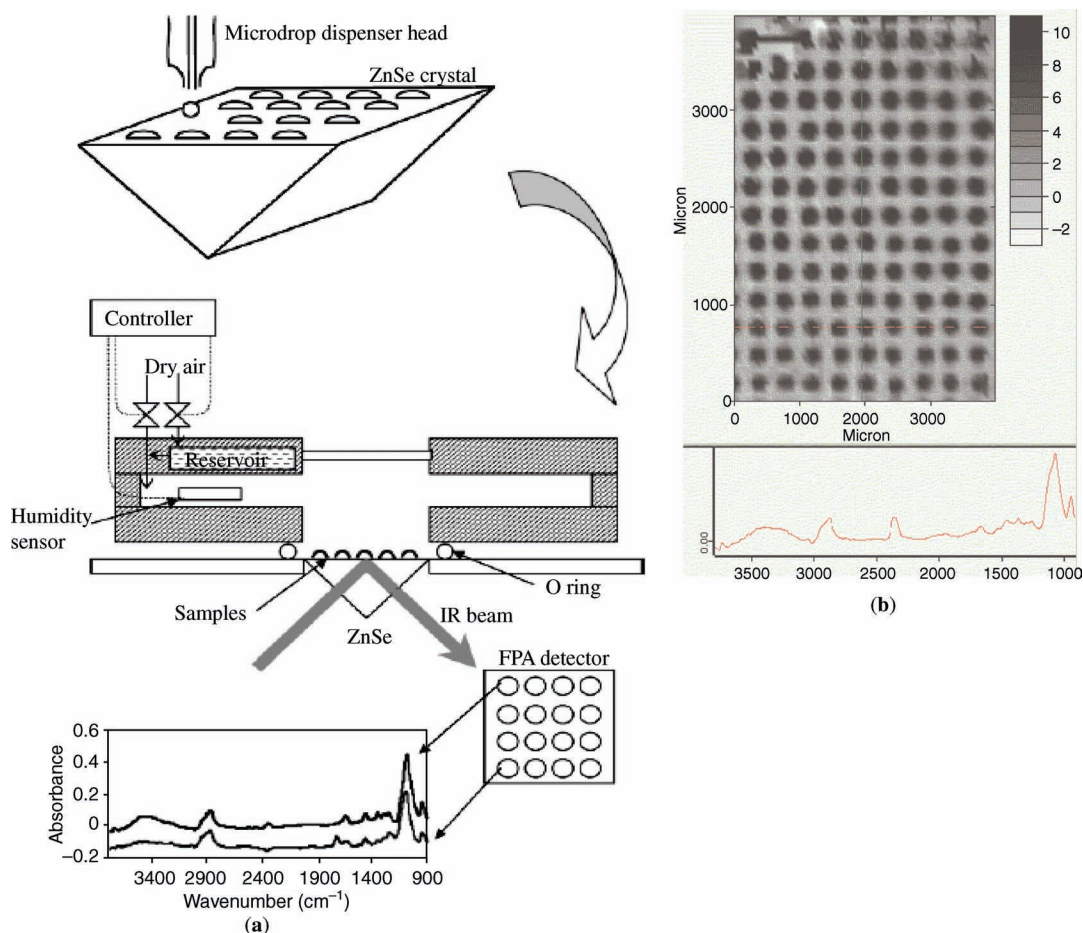 Microdrop dispenser head
ZnSe crystal
Controller
Dry air
Reservoir
Humidity
sensor
Samples
O ring
IR beam
ZnSe
FPA detector
0.6
0.4
0.2
0
−0.2
Absorbance
3400 2900 2400 1900 1400 900
Wavenumber (cm⁻¹)
(a)
10
8
6
4
2
0
−2
3000
2000
1000
0
Micron
0 1000 2000 3000
Micron
0.00
3500 3000 2500 2000 1500 1000
(b)